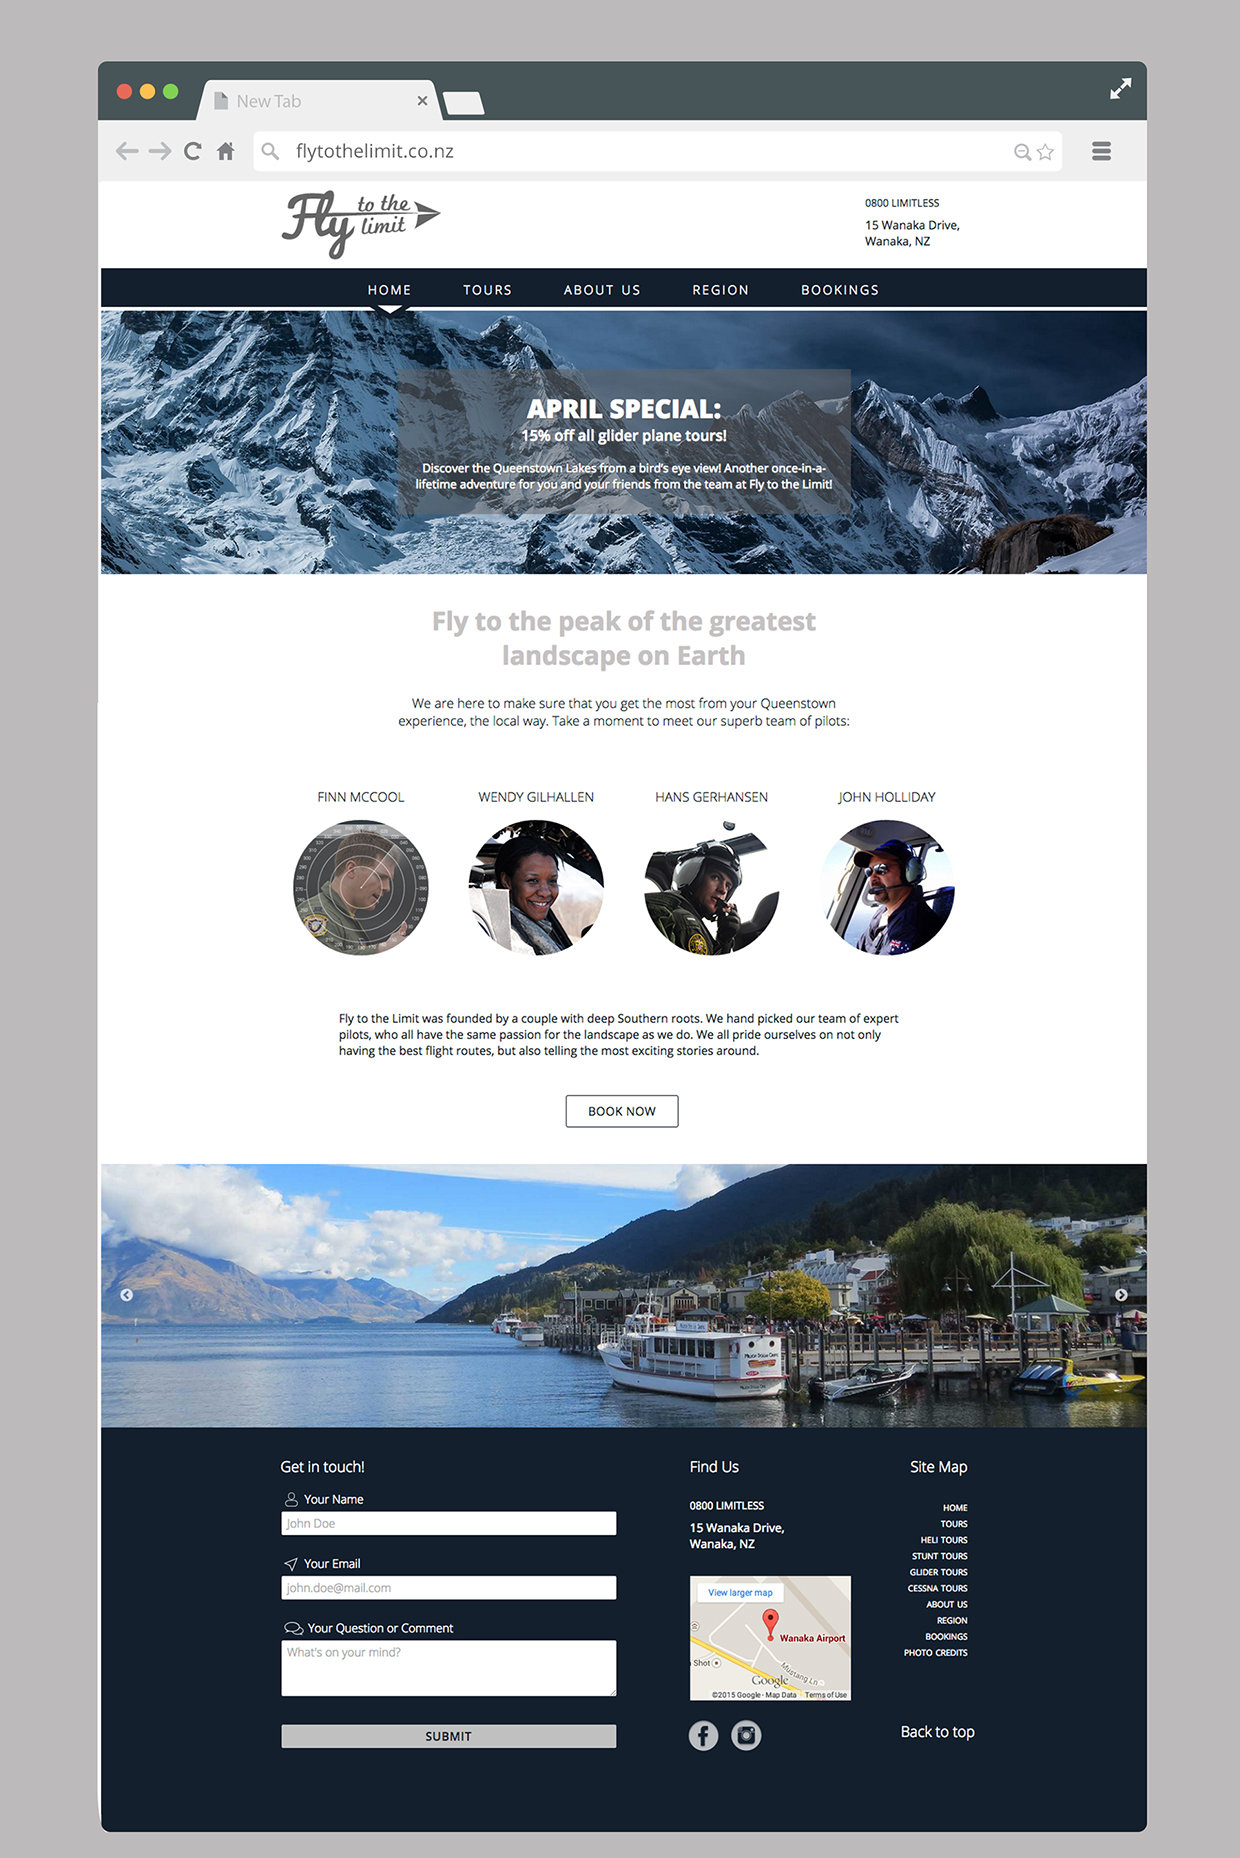 New Tab
flytothelimit.co.nz
Fly to the
limit
0800 LIMITLESS
15 Wanaka Drive,
Wanaka, NZ
HOME TOURS ABOUT US REGION BOOKINGS
APRIL SPECIAL:
15% off all glider plane tours!
Discover the Queenstown Lakes from a bird's eye view! Another once-in-a-
lifetime adventure for you and your friends from the team at Fly to the Limit!
Fly to the peak of the greatest
landscape on Earth
We are here to make sure that you get the most from your Queenstown
experience, the local way. Take a moment to meet our superb team of pilots:
FINN MCCOOL WENDY GILHALLEN HANS GERHANSEN JOHN HOLLIDAY
Fly to the Limit was founded by a couple with deep Southern roots. We hand picked our team of expert
pilots, who all have the same passion for the landscape as we do. We all pride ourselves on not only
having the best flight routes, but also telling the most exciting stories around.
BOOK NOW
Get in touch!
Your Name
John Doe
Your Email
john.doe@mail.com
Your Question or Comment
What's on your mind?
SUBMIT
Find Us
0800 LIMITLESS
15 Wanaka Drive,
Wanaka, NZ
View larger map
Wanaka Airport
Shot
Mustang Ln
Google
©2015 Google - Map Data Terms of Use
Site Map
HOME
TOURS
HELI TOURS
STUNT TOURS
GLIDER TOURS
CESSNA TOURS
ABOUT US
REGION
BOOKINGS
PHOTO CREDITS
Back to top